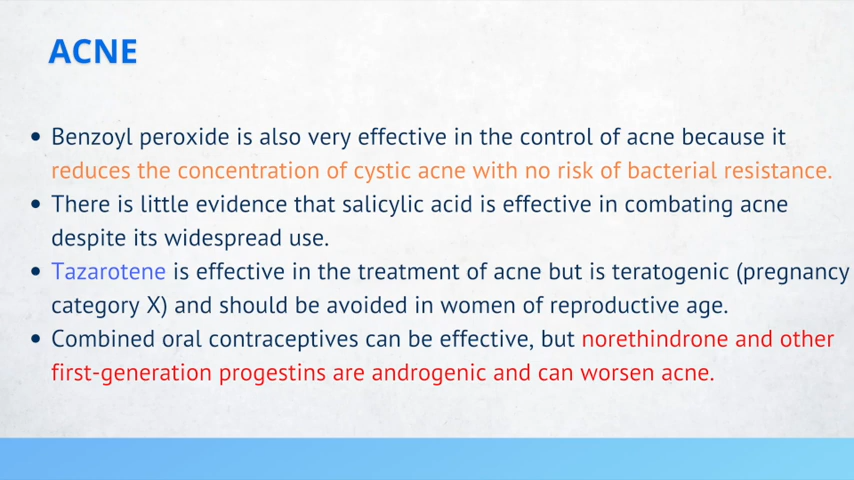 ACNE
• Benzoyl peroxide is also very effective in the control of acne because it
reduces the concentration of cystic acne with no risk of bacterial resistance.
• There is little evidence that salicylic acid is effective in combating acne
despite its widespread use.
• Tazarotene is effective in the treatment of acne but is teratogenic (pregnancy
category X) and should be avoided in women of reproductive age.
• Combined oral contraceptives can be effective, but norethindrone and other
first-generation progestins are androgenic and can worsen acne.